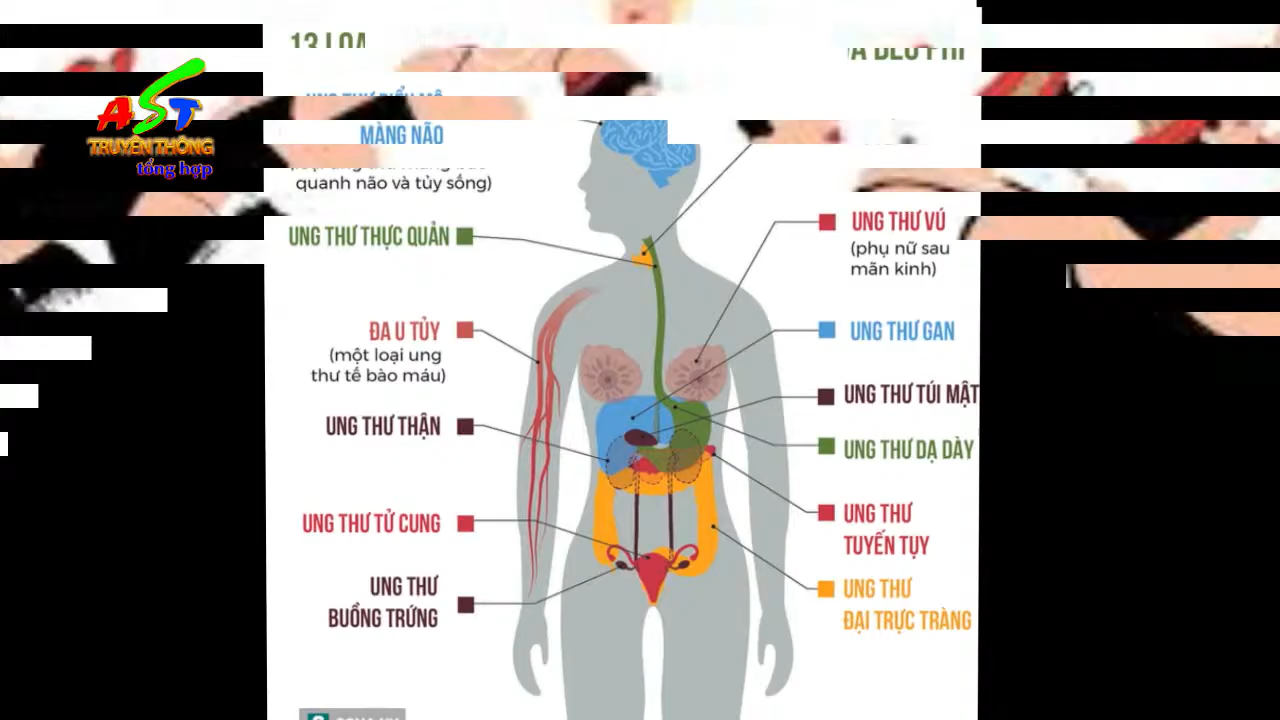 AST
TRUYỀN THÔNG
tổng hợp
MÀNG NÃO
quanh não và tủy sống)
UNG THƯ THỰC QUẢN
ĐA U TỦY
(một loại ung
thư tế bào máu)
UNG THƯ THẬN
UNG THƯ TỬ CUNG
UNG THƯ
BUỒNG TRỨNG
UNG THƯ VÚ
(phụ nữ sau
mãn kinh)
UNG THƯ GAN
UNG THƯ TÚI MẬT
UNG THƯ DẠ DÀY
UNG THƯ
TUYẾN TỤY
UNG THƯ
ĐẠI TRỰC TRÀNG